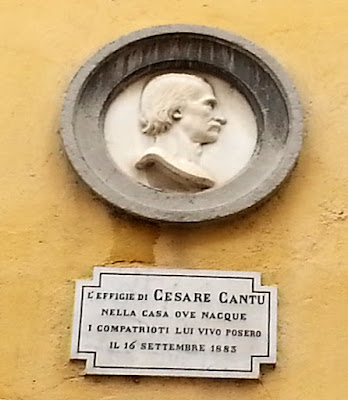 L'EFFIGIE DI CESARE CANTU
NELLA CASA OVE NACQUE
I COMPATRIOTI LUI VIVO POSERO
IL 16 SETTEMBRE 1883